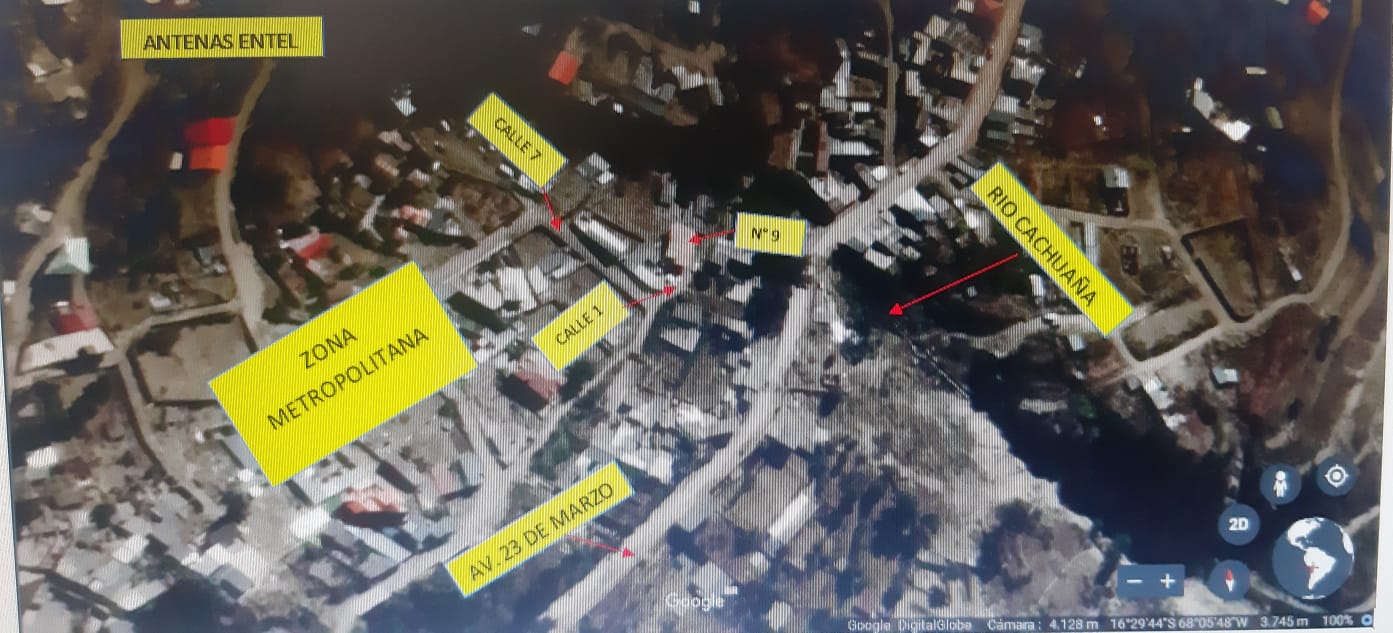 ANTENAS ENTEL
CALLE 7
N° 9
RIO CACHUAÑA
CALLE 1
ZONA
METROPOLITANA
AV. 23 DE MARZO
2D
Google
Google DigitalGlobe Cámara : 4.128 m 16°29'44"S 68°05'48"W 3.745 m 100%